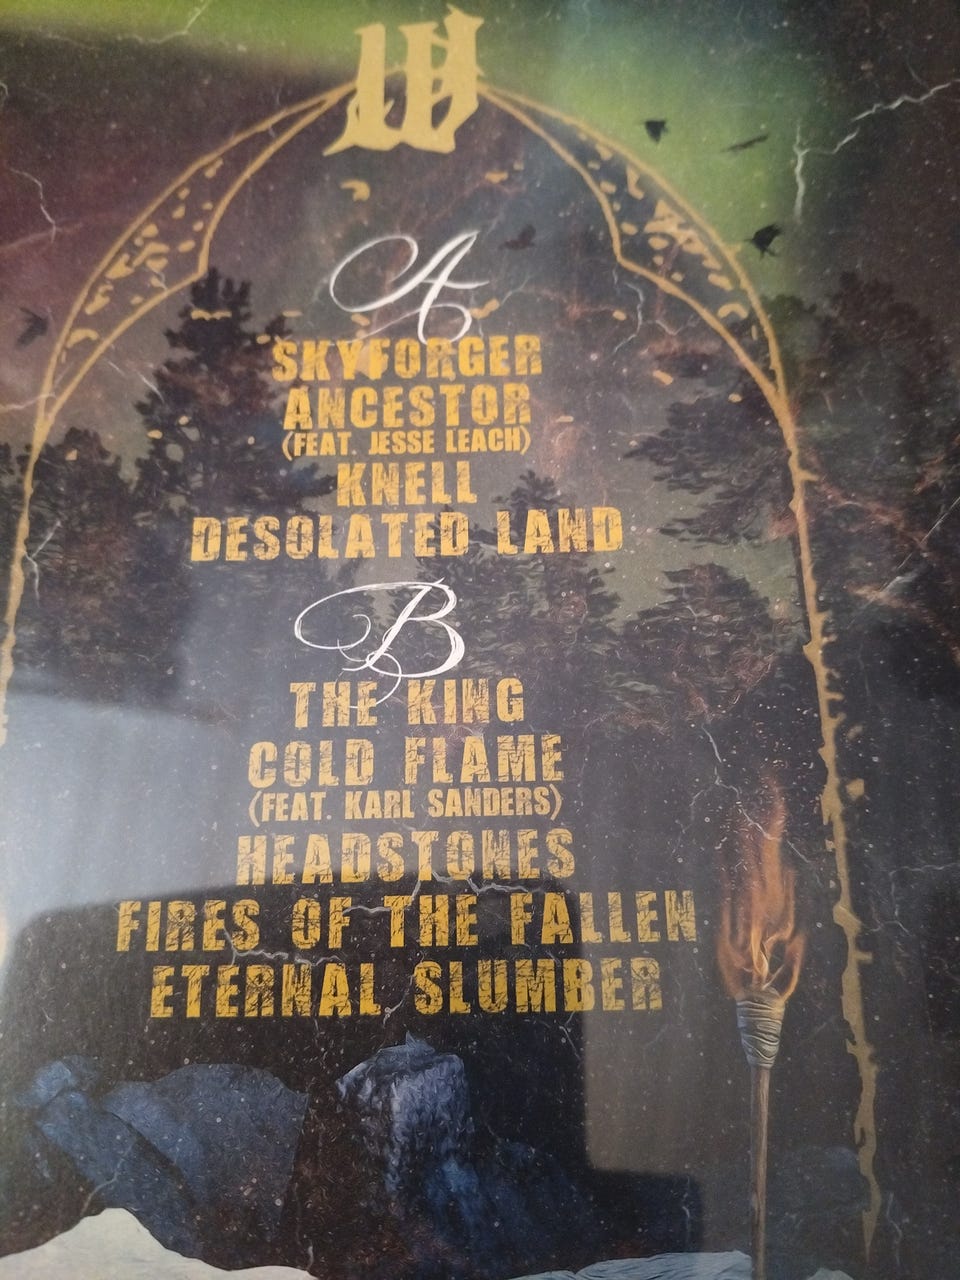 W
A
SKYFORGER
ANCESTOR
(FEAT. JESSE LEACH)
KNELL
DESOLATED LAND
B
THE KING
COLD FLAME
(FEAT. KARL SANDERS)
HEADSTONES
FIRES OF THE FALLEN
ETERNAL SLUMBER